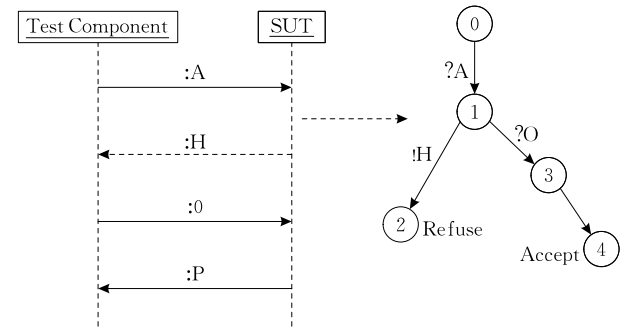 Test Component
SUT
:A
:H
:0
:P
0
?A
1
?O
!H
3
2
Refuse
Accept
4